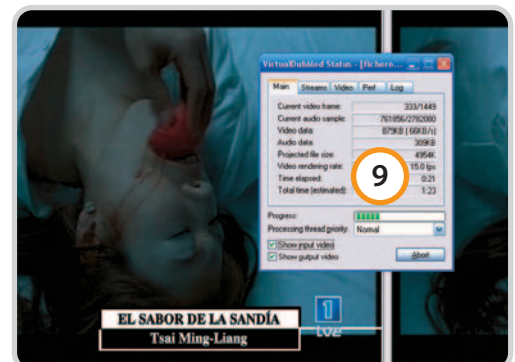 VirtualDubMod Status - [fichero...
Main Streams Video Perf Log
Current video frame: 333/1449
Current audio sample: 761856/2782080
Video data: 879KB (66KB/s)
Audio data: 309KB
Projected file size: 4954K
Video rendering rate: 15.0 fps
Time elapsed: 0:21
Total time (estimated): 1:23
9
Progress:
Processing thread priority: Normal
Show input video
Show output video
Abort
EL SABOR DE LA SANDÍA
Tsai Ming-Liang
1
tve